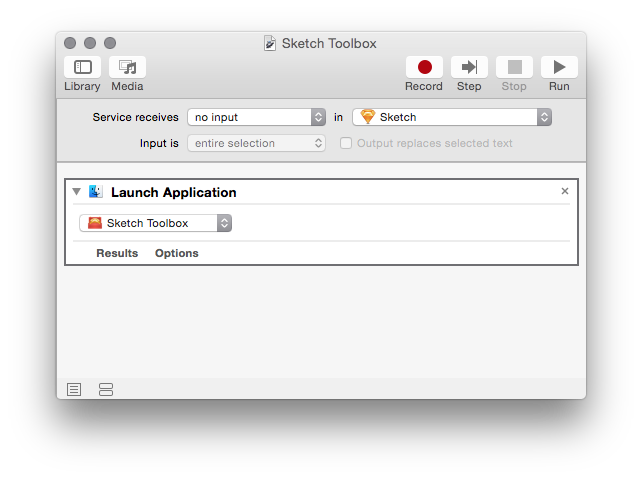 Sketch Toolbox
Library Media Record Step Stop Run
Service receives no input in Sketch
Input is entire selection Output replaces selected text
Launch Application
Sketch Toolbox
Results Options